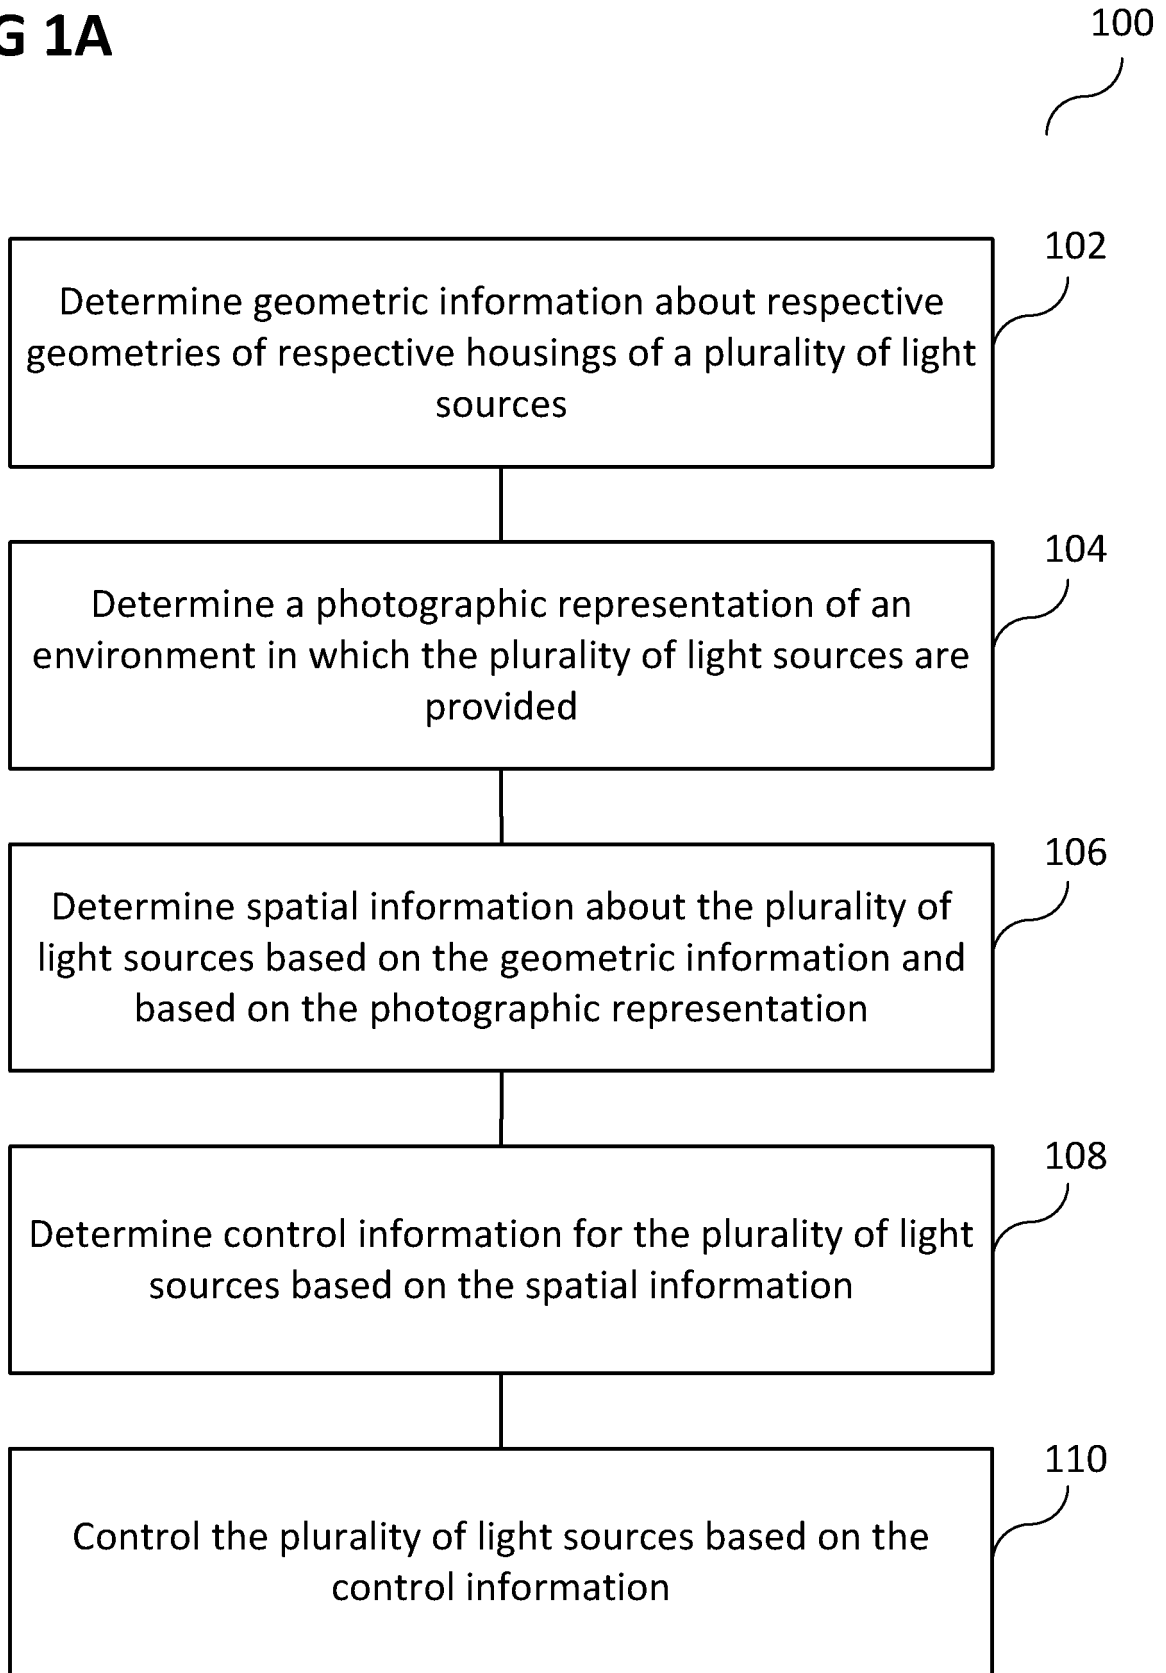 G 1A
100
102
Determine geometric information about respective
geometries of respective housings of a plurality of light
sources
104
Determine a photographic representation of an
environment in which the plurality of light sources are
provided
106
Determine spatial information about the plurality of
light sources based on the geometric information and
based on the photographic representation
108
Determine control information for the plurality of light
sources based on the spatial information
110
Control the plurality of light sources based on the
control information